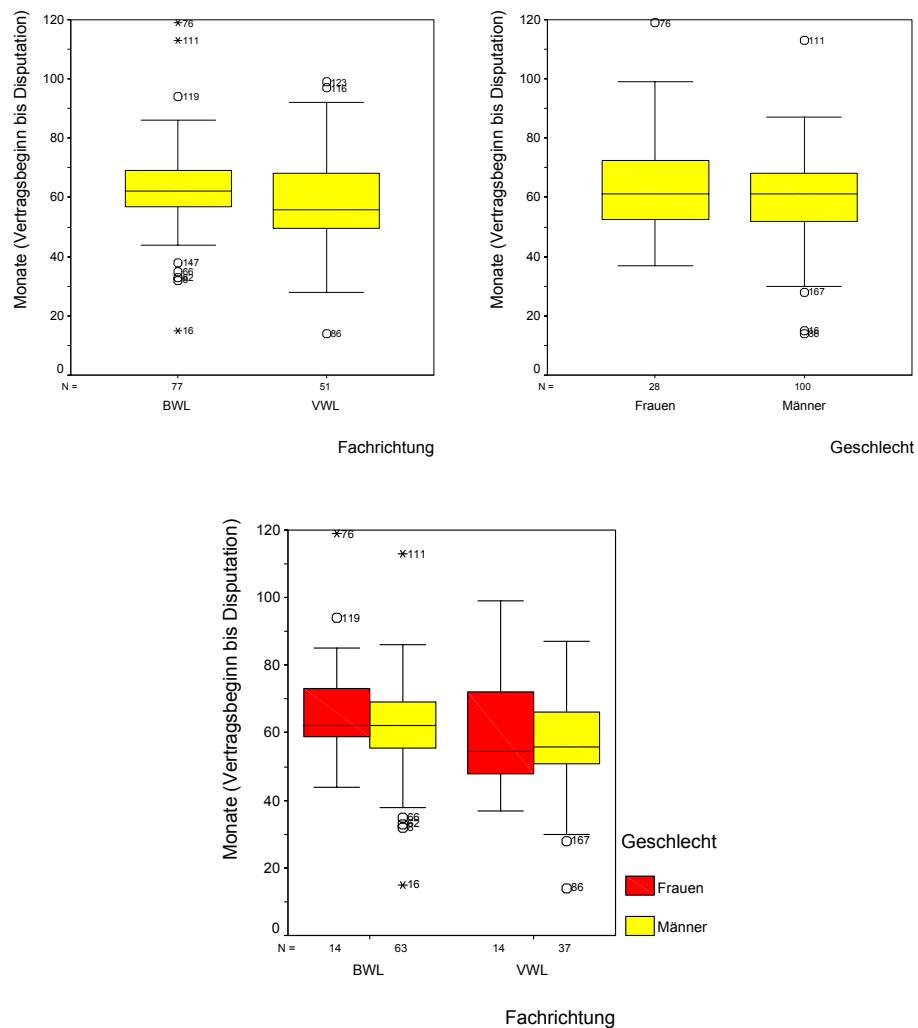 Monate (Vertragsbeginn bis Disputation)
120
100
80
60
40
20
0
76
111
119
147
66
16
123
116
86
N =
77
51
BWL
VWL
Fachrichtung
Monate (Vertragsbeginn bis Disputation)
120
100
80
60
40
20
0
76
111
167
N =
28
100
Frauen
Männer
Geschlecht
Monate (Vertragsbeginn bis Disputation)
120
100
80
60
40
20
0
76
119
111
66
16
167
86
N =
14
63
14
37
BWL
VWL
Fachrichtung
Geschlecht
Frauen
Männer